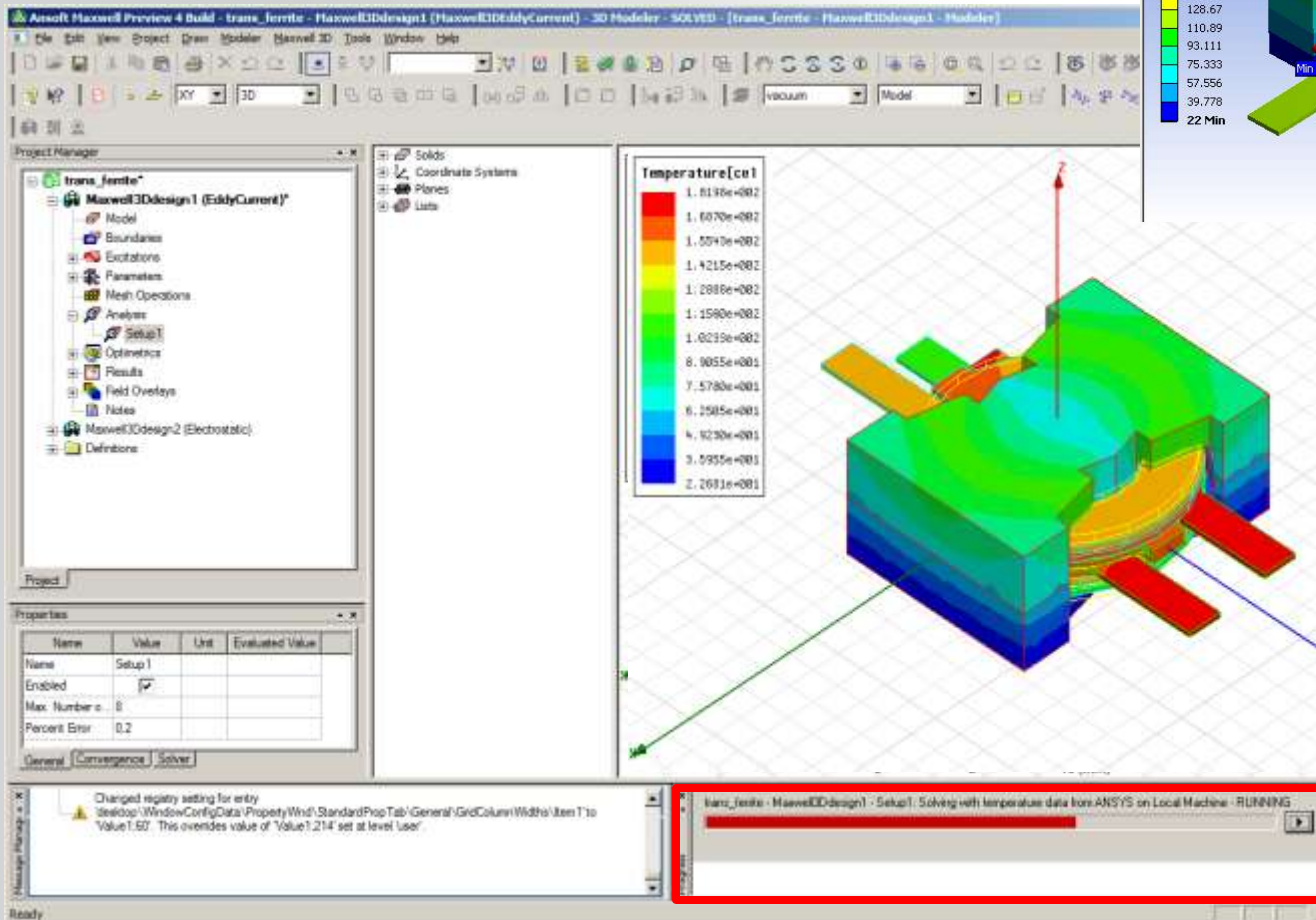 Ansoft Maxwell Preview 4 Build - trans_ferrite - Maxwell3Ddesign1 (Maxwell3DEddyCurrent) - 3D Modeler - SOLVED - [trans_ferrite - Maxwell3Ddesign1 - Modeler]
File Edit View Project Draw Modeler Maxwell 3D Tools Window Help
XY 3D vacuum Model
128.67
110.89
93.111
75.333
57.556
39.778
22 Min
Min
Project Manager
trans_ferrite*
Maxwell3Ddesign1 (EddyCurrent)*
Model
Boundaries
Excitations
Parameters
Mesh Operations
Analysis
Setup1
Optimetrics
Results
Field Overlays
Notes
Maxwell3Ddesign2 (Electrostatic)
Definitions
Project
Solids
Coordinate Systems
Planes
Lists
Temperature[cel
1.8198e+002
1.6870e+002
1.5543e+002
1.4215e+002
1.2888e+002
1.1560e+002
1.0233e+002
8.9055e+001
7.5780e+001
6.2505e+001
4.9230e+001
3.5955e+001
2.2681e+001
Z
Properties
Name Value Unit Evaluated Value
Name Setup1
Enabled
Max. Number o... 8
Percent Error 0.2
General Convergence Solver
Changed registry setting for entry
'desktop\WindowConfigData\PropertyWnd\StandardPropTab\General\GridColumnWidths\Item1' to
'Value1:60'. This overrides value of 'Value1:214' set at level 'user'.
trans_ferrite - Maxwell3Ddesign1 - Setup1: Solving with temperature data from ANSYS on Local Machine - RUNNING
Ready